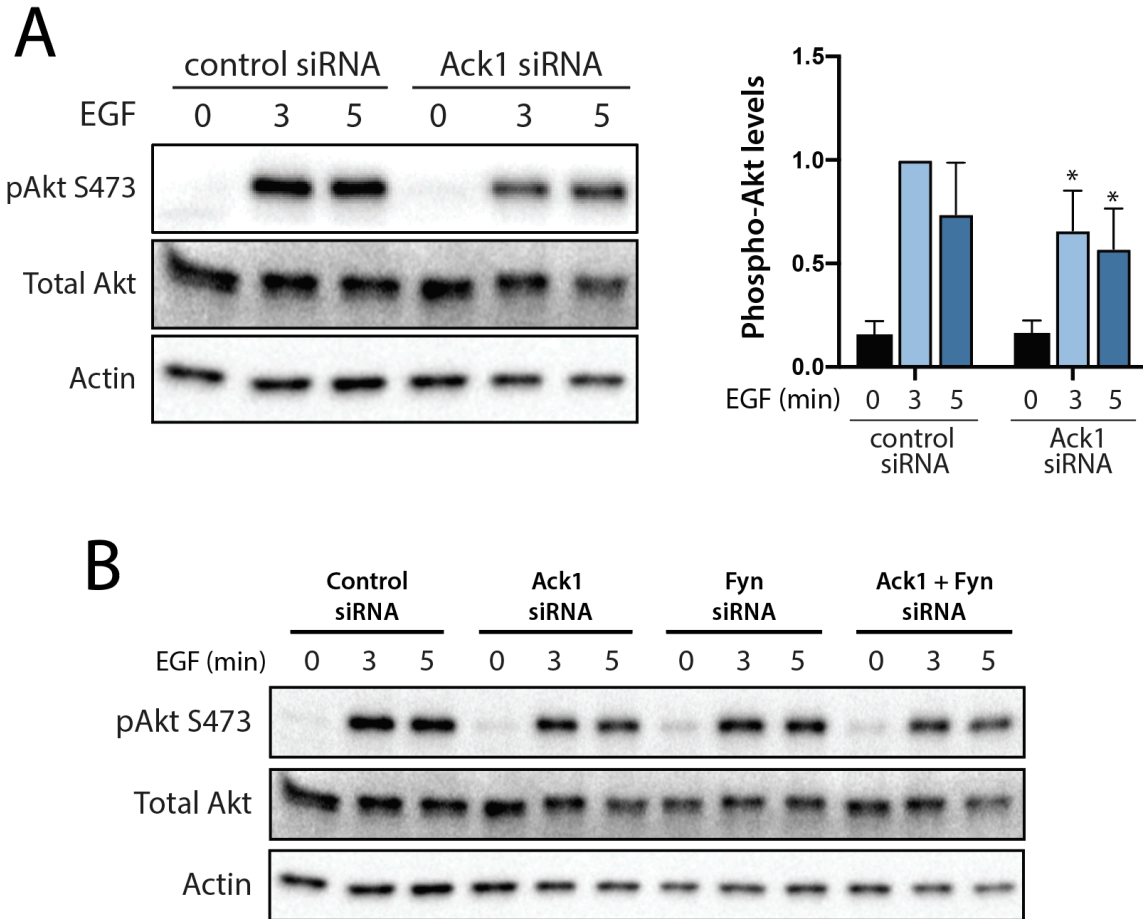 A
control siRNA Ack1 siRNA
EGF 0 3 5 0 3 5
pAkt S473
Total Akt
Actin
Phospho-Akt levels
1.5
1.0
0.5
0.0
* *
EGF (min) 0 3 5 0 3 5
control Ack1
siRNA siRNA
B
Control Ack1 Fyn Ack1 + Fyn
siRNA siRNA siRNA siRNA
EGF (min) 0 3 5 0 3 5 0 3 5 0 3 5
pAkt S473
Total Akt
Actin